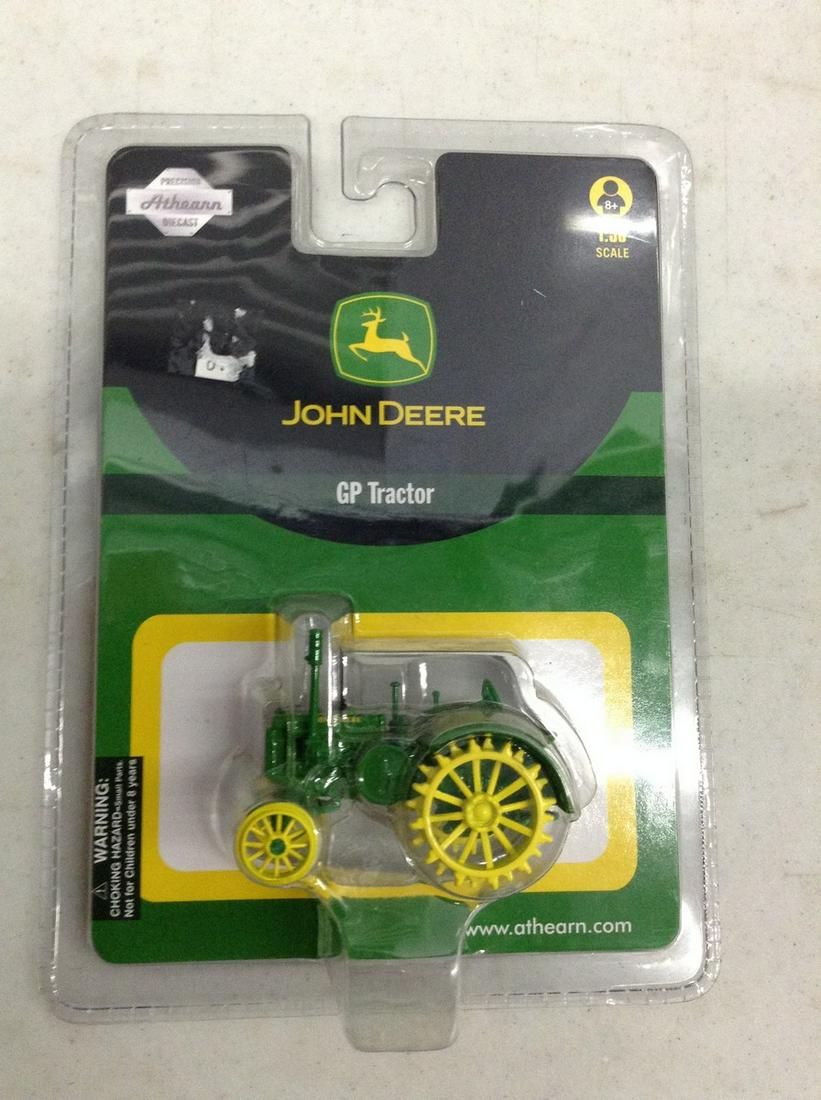 PRECISION
Athearn
DIECAST
8+
SCALE
JOHN DEERE
GP Tractor
WARNING:
CHOKING HAZARD-Small Parts.
Not for Children under 8 years
www.athearn.com